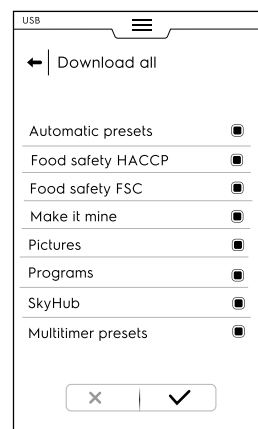 USB
Download all
Automatic presets
Food safety HACCP
Food safety FSC
Make it mine
Pictures
Programs
SkyHub
Multitimer presets